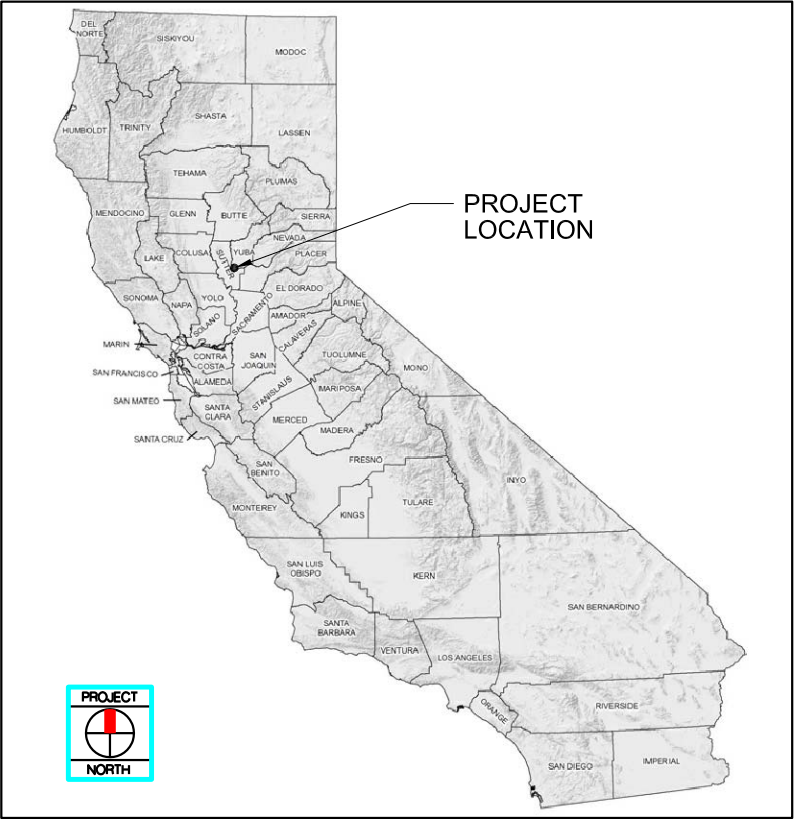 DEL
NORTE
SISKIYOU
MODOC
HUMBOLDT
TRINITY
SHASTA
LASSEN
TEHAMA
PLUMAS
MENDOCINO
GLENN
BUTTE
SIERRA
PROJECT
LOCATION
NEVADA
LAKE
COLUSA
SUTTER
YUBA
PLACER
SONOMA
NAPA
YOLO
SOLANO
SACRAMENTO
EL DORADO
ALPINE
AMADOR
CALAVERAS
MARIN
CONTRA
COSTA
SAN
JOAQUIN
TUOLUMNE
MONO
SAN FRANCISCO
ALAMEDA
STANISLAUS
MARIPOSA
SAN MATEO
SANTA
CLARA
MERCED
MADERA
SANTA CRUZ
SAN
BENITO
FRESNO
INYO
MONTEREY
KINGS
TULARE
SAN LUIS
OBISPO
KERN
SAN BERNARDINO
SANTA
BARBARA
VENTURA
LOS ANGELES
ORANGE
RIVERSIDE
SAN DIEGO
IMPERIAL
PROJECT
NORTH